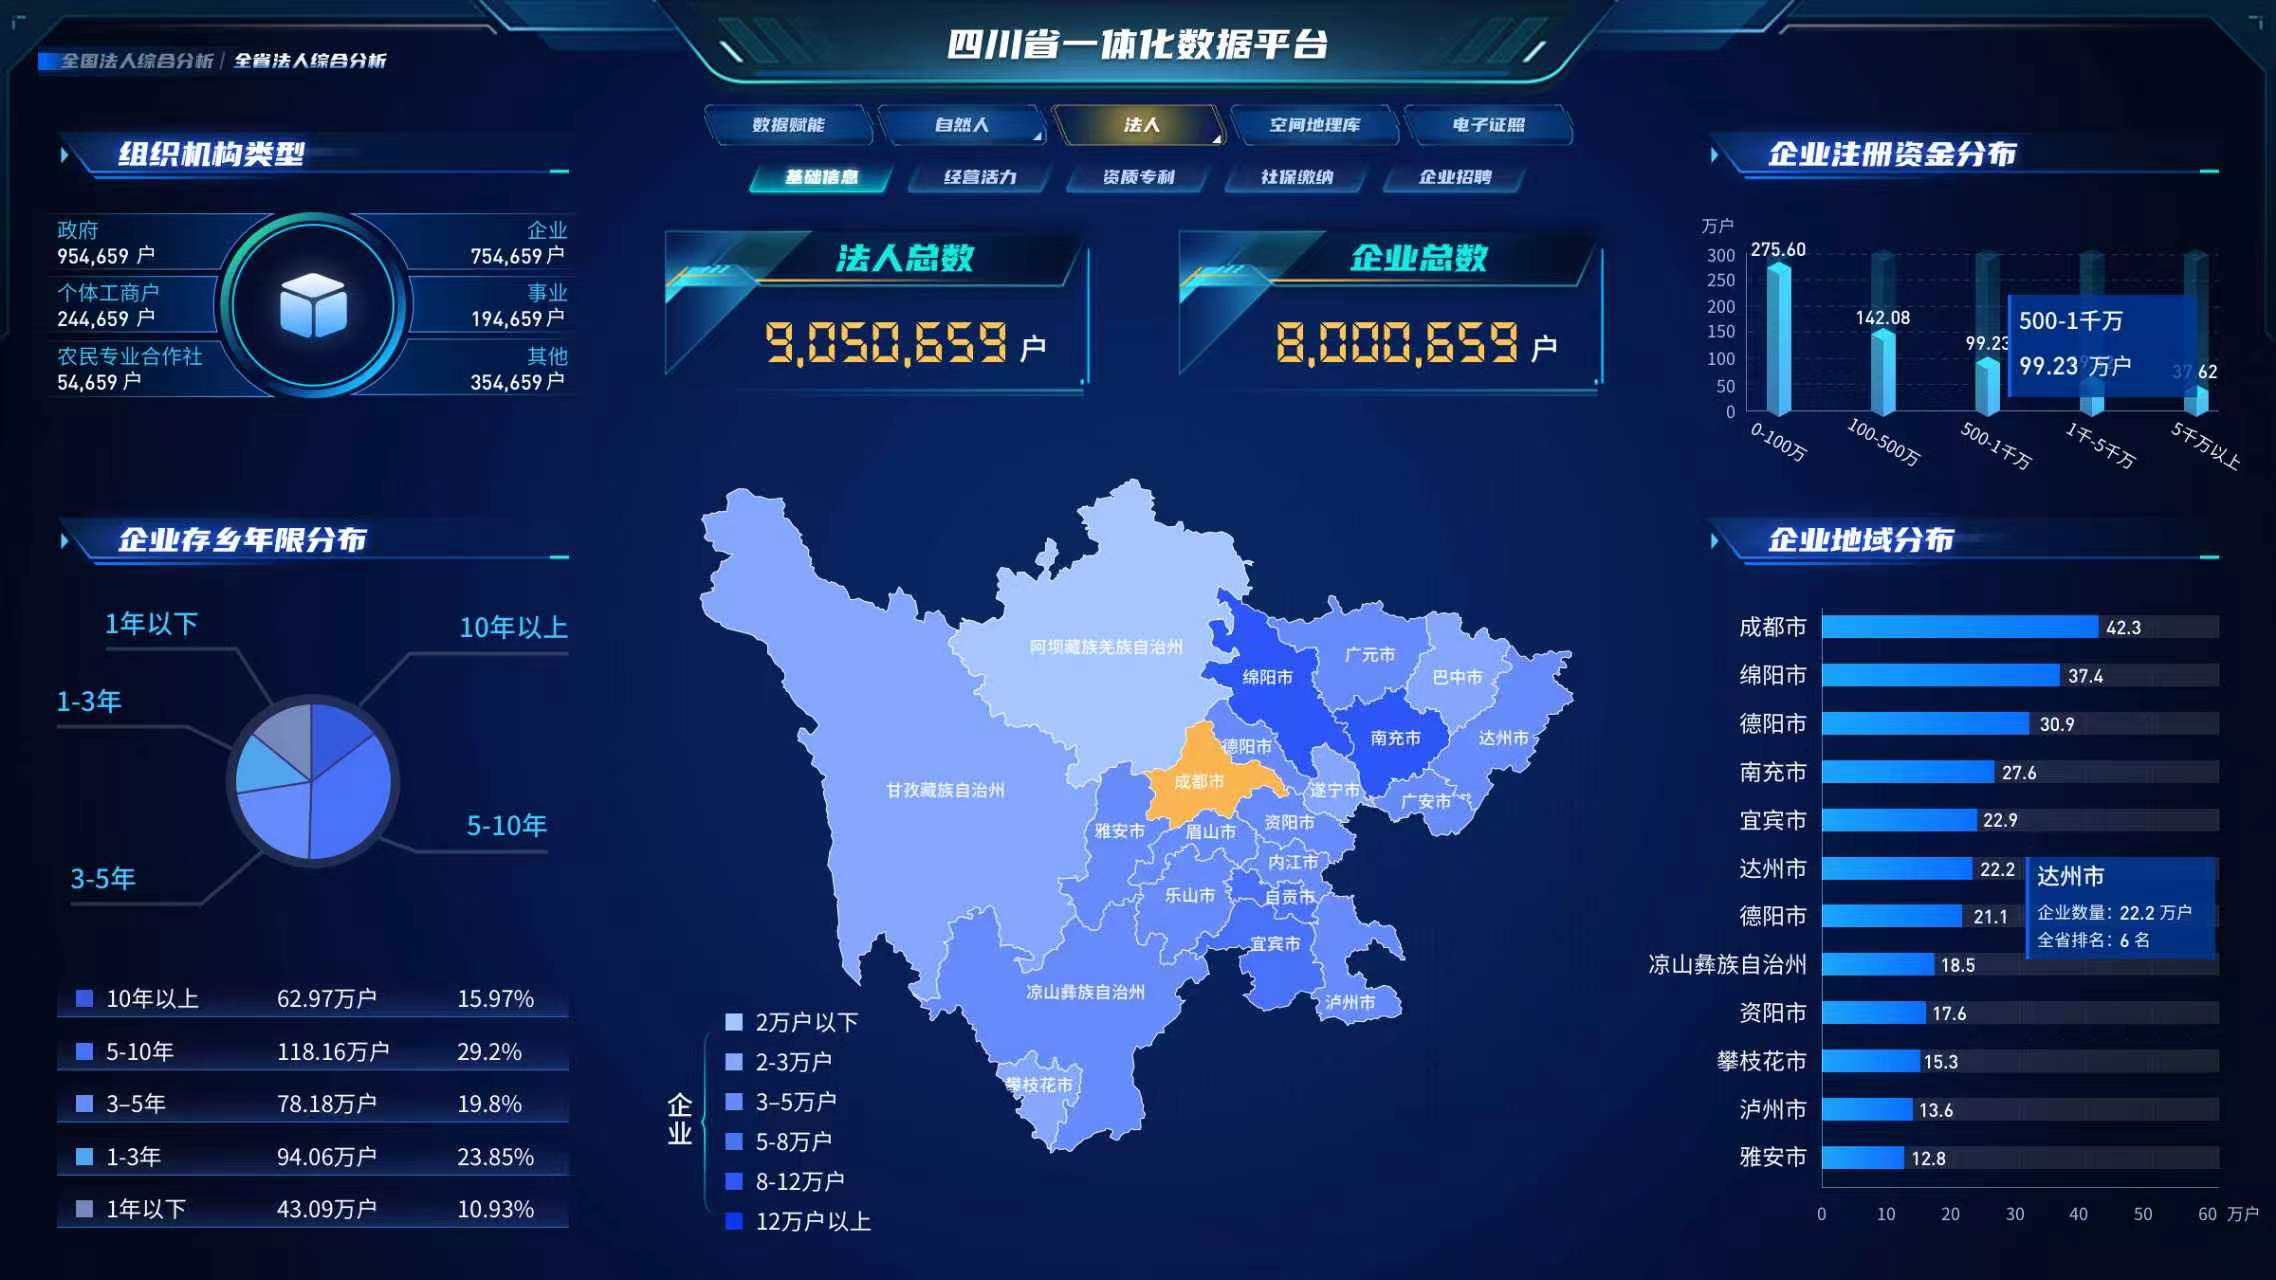 四川省一体化数据平台
全国法人综合分析 | 全省法人综合分析
数据赋能
自然人
法人
空间地理库
电子证照
基础信息
经营活力
资质专利
社保缴纳
企业招聘
组织机构类型
政府
954,659 户
个体工商户
244,659 户
农民专业合作社
54,659 户
企业
754,659 户
事业
194,659 户
其他
354,659 户
企业存乡年限分布
1年以下
10年以上
1-3年
5-10年
3-5年
10年以上 62.97万户 15.97%
5-10年 118.16万户 29.2%
3–5年 78.18万户 19.8%
1-3年 94.06万户 23.85%
1年以下 43.09万户 10.93%
法人总数
9,050,659 户
企业总数
8,000,659 户
阿坝藏族羌族自治州
绵阳市
广元市
巴中市
南充市
达州市
德阳市
成都市
甘孜藏族自治州
遂宁市
广安市
雅安市
眉山市
资阳市
内江市
乐山市
自贡市
宜宾市
凉山彝族自治州
泸州市
攀枝花市
企业
2万户以下
2-3万户
3–5万户
5-8万户
8-12万户
12万户以上
企业注册资金分布
万户
300
250
200
150
100
50
0
275.60
142.08
99.23
37.62
500-1千万
99.23 万户
0-100万
100-500万
500-1千万
1千-5千万
5千万以上
企业地域分布
成都市 42.3
绵阳市 37.4
德阳市 30.9
南充市 27.6
宜宾市 22.9
达州市 22.2
德阳市 21.1
凉山彝族自治州 18.5
资阳市 17.6
攀枝花市 15.3
泸州市 13.6
雅安市 12.8
达州市
企业数量：22.2 万户
全省排名：6 名
0 10 20 30 40 50 60 万户